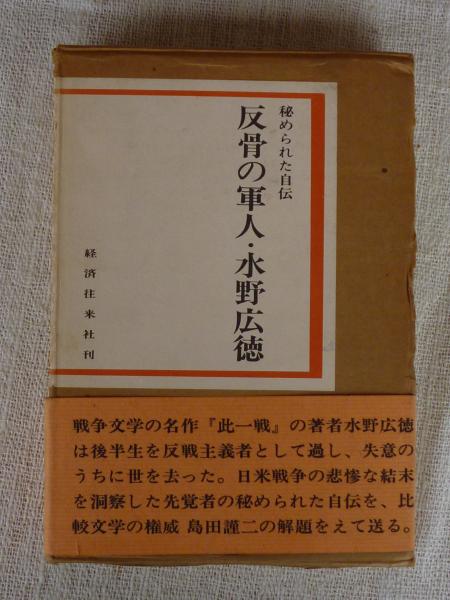 秘められた自伝
反骨の軍人・水野広徳
経済往来社刊
戦争文学の名作『此一戦』の著者水野広徳
は後半生を反戦主義者として過し、失意の
うちに世を去った。日米戦争の悲惨な結末
を洞察した先覚者の秘められた自伝を、比
較文学の権威 島田謹二の解題をえて送る。